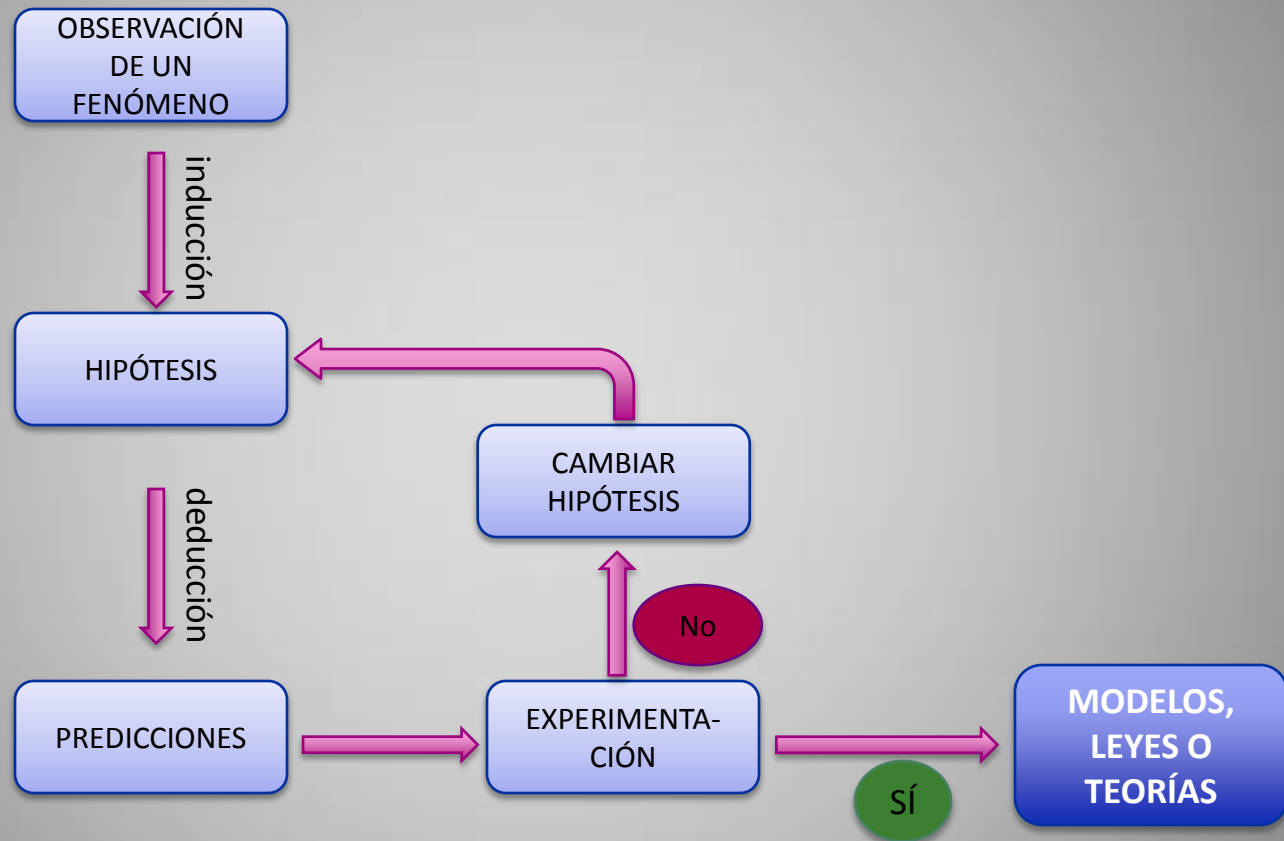 OBSERVACIÓN
DE UN
FENÓMENO
inducción
HIPÓTESIS
CAMBIAR
HIPÓTESIS
deducción
No
PREDICCIONES
EXPERIMENTA-
CIÓN
SÍ
MODELOS,
LEYES O
TEORÍAS